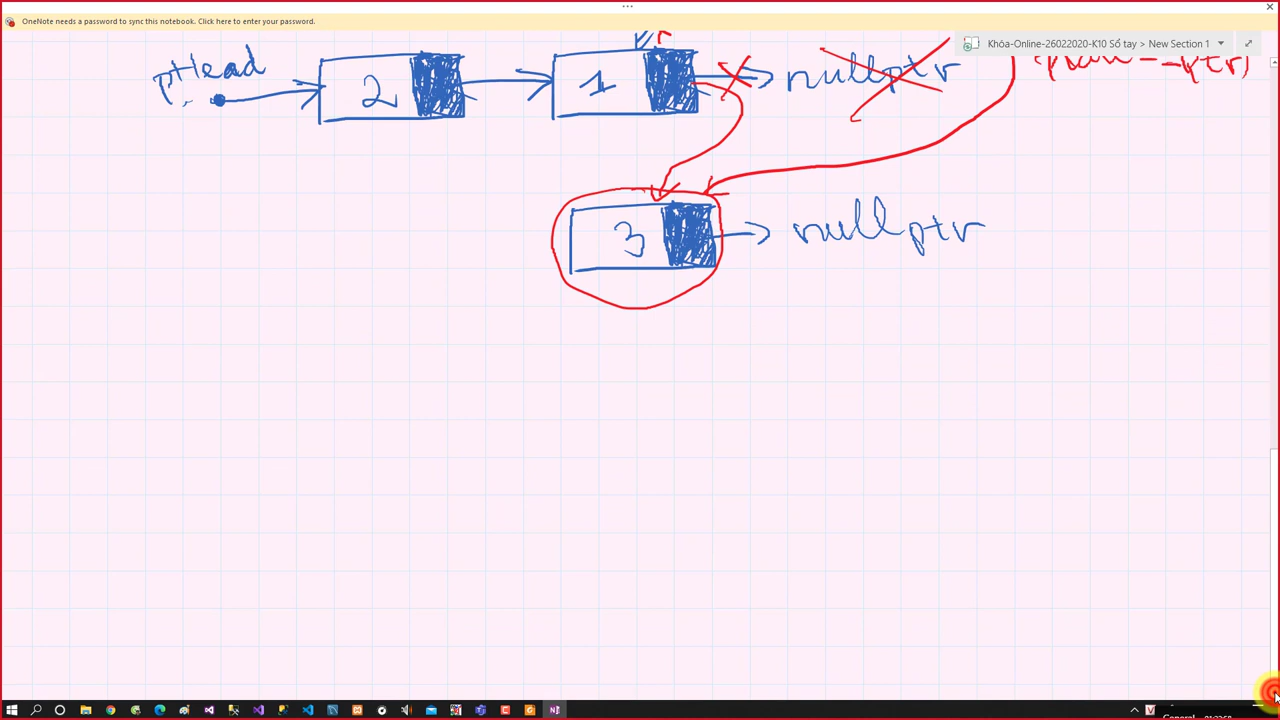 OneNote needs a password to sync this notebook. Click here to enter your password.
Khóa-Online-26022020-K10 Sổ tay > New Section 1
pHead
2
1
nullptr
3
nullptr